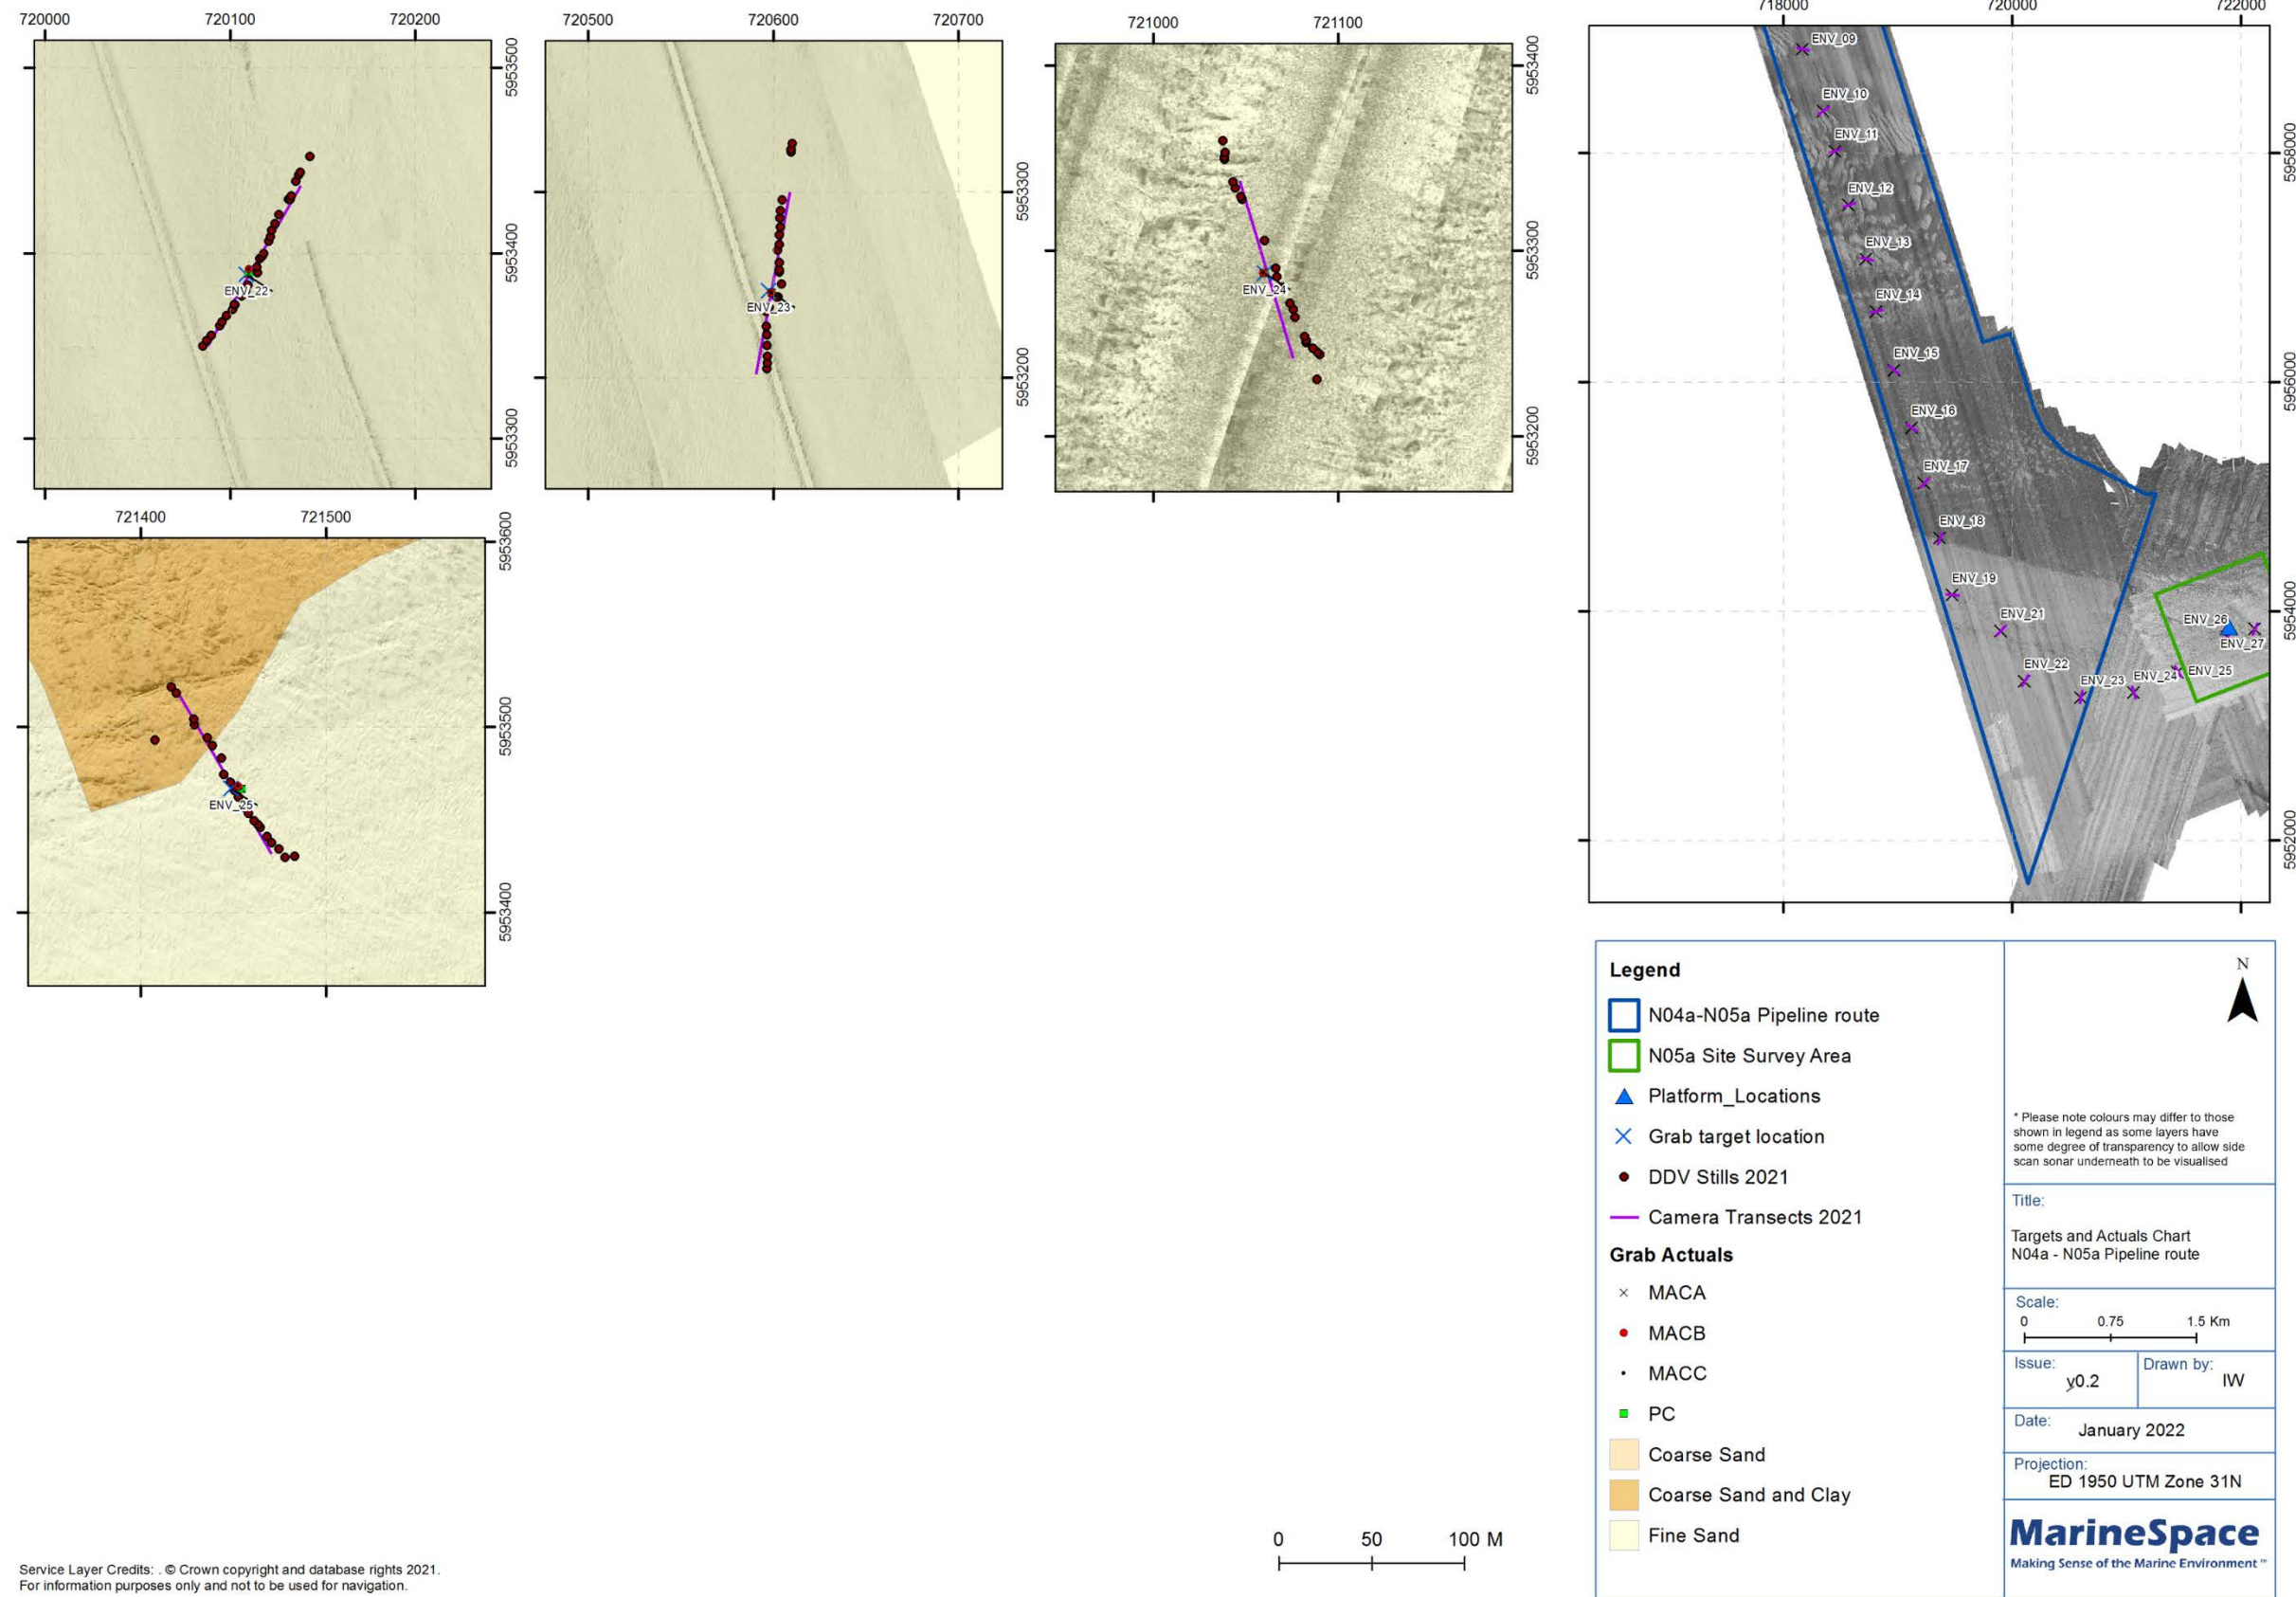 720000
720100
720200
5953500
5953400
5953300
ENV_22
720500
720600
720700
5953300
5953200
ENV_23
721000
721100
5953400
5953300
5953200
ENV_24
721400
721500
5953600
5953500
5953400
ENV_25
718000
720000
722000
5958000
5956000
5954000
5952000
ENV_09
ENV_10
ENV_11
ENV_12
ENV_13
ENV_14
ENV_15
ENV_16
ENV_17
ENV_18
ENV_19
ENV_21
ENV_22
ENV_23
ENV_24
ENV_25
ENV_26
ENV_27
Legend
N04a-N05a Pipeline route
N05a Site Survey Area
Platform_Locations
Grab target location
DDV Stills 2021
Camera Transects 2021
Grab Actuals
MACA
MACB
MACC
PC
Coarse Sand
Coarse Sand and Clay
Fine Sand
N
* Please note colours may differ to those
shown in legend as some layers have
some degree of transparency to allow side
scan sonar underneath to be visualised
Title:
Targets and Actuals Chart
N04a - N05a Pipeline route
Scale:
0 0.75 1.5 Km
Issue:
v0.2
Drawn by:
IW
Date:
January 2022
Projection:
ED 1950 UTM Zone 31N
MarineSpace
Making Sense of the Marine Environment ™
0 50 100 M
Service Layer Credits: . © Crown copyright and database rights 2021.
For information purposes only and not to be used for navigation.